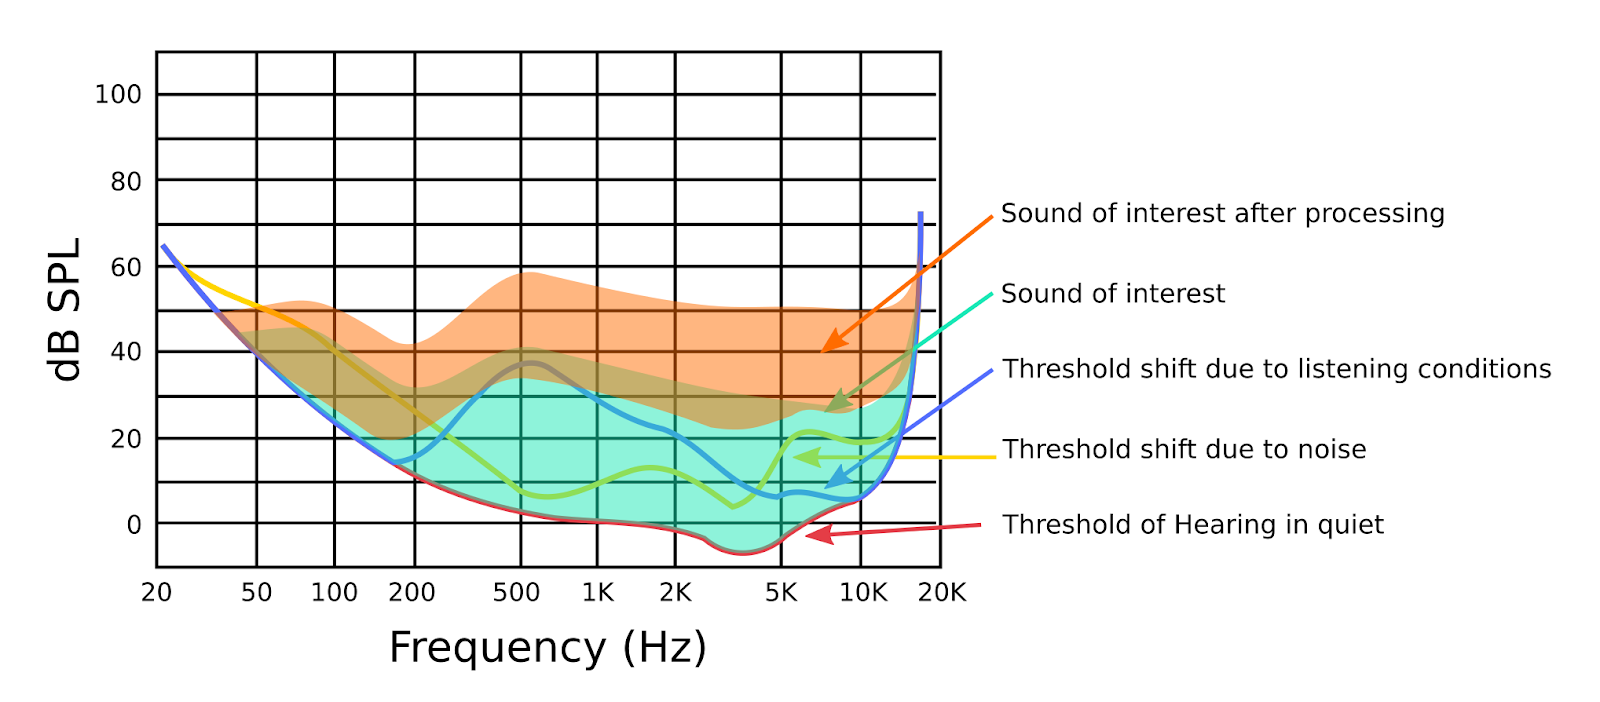 100
80
60
40
20
0
dB SPL
20 50 100 200 500 1K 2K 5K 10K 20K
Frequency (Hz)
Sound of interest after processing
Sound of interest
Threshold shift due to listening conditions
Threshold shift due to noise
Threshold of Hearing in quiet